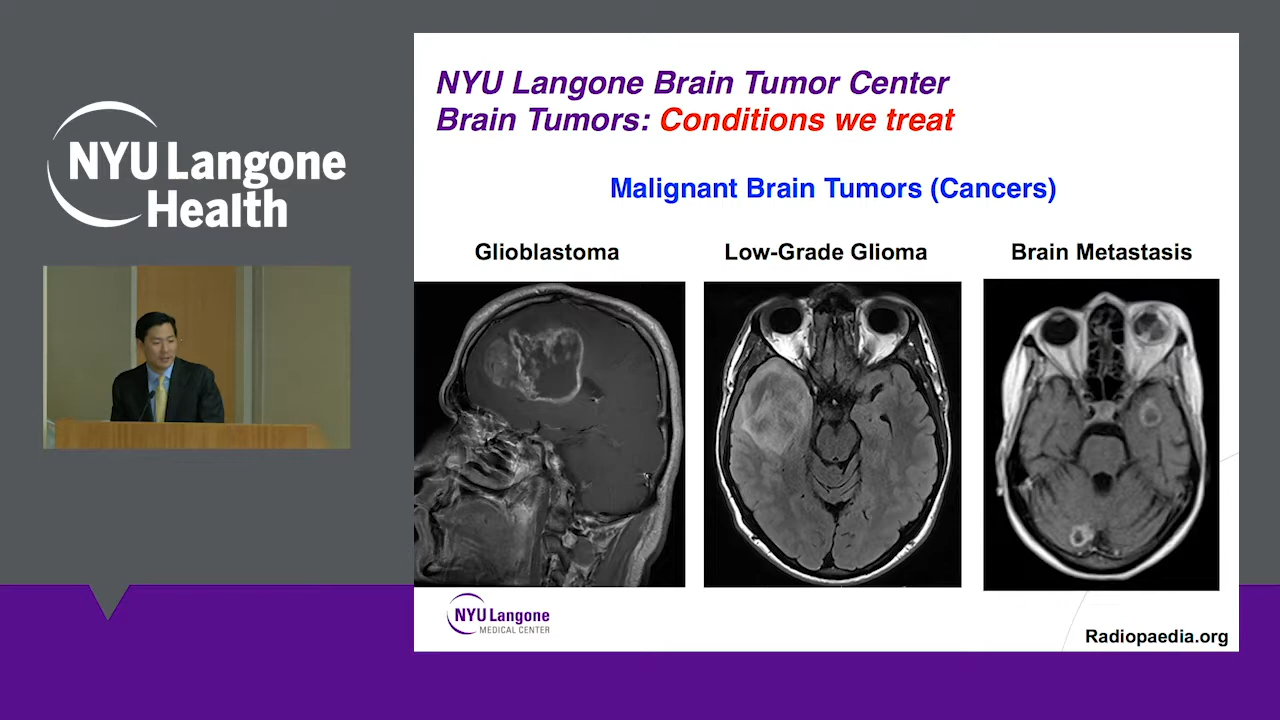 NYU Langone
Health
NYU Langone Brain Tumor Center
Brain Tumors: Conditions we treat
Malignant Brain Tumors (Cancers)
Glioblastoma
Low-Grade Glioma
Brain Metastasis
NYU Langone
MEDICAL CENTER
Radiopaedia.org